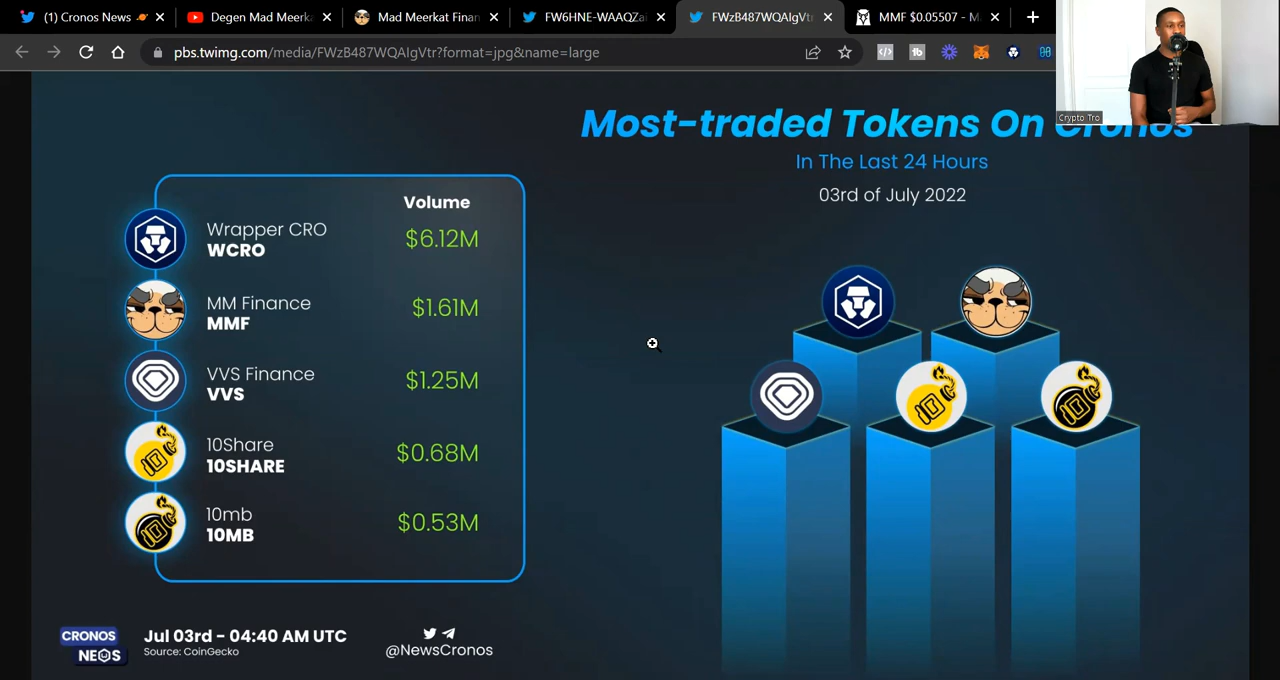 (1) Cronos News
Degen Mad Meerka
Mad Meerkat Finan
FW6HNE-WAAQZa
FWzB487WQAIgVtr
MMF $0.05507 - M
pbs.twimg.com/media/FWzB487WQAIgVtr?format=jpg&name=large
Crypto Tro
Most-traded Tokens On Cronos
In The Last 24 Hours
03rd of July 2022
Volume
Wrapper CRO
WCRO
$6.12M
MM Finance
MMF
$1.61M
VVS Finance
VVS
$1.25M
10Share
10SHARE
$0.68M
10mb
10MB
$0.53M
CRONOS
NEWS
Jul 03rd - 04:40 AM UTC
Source: CoinGecko
@NewsCronos